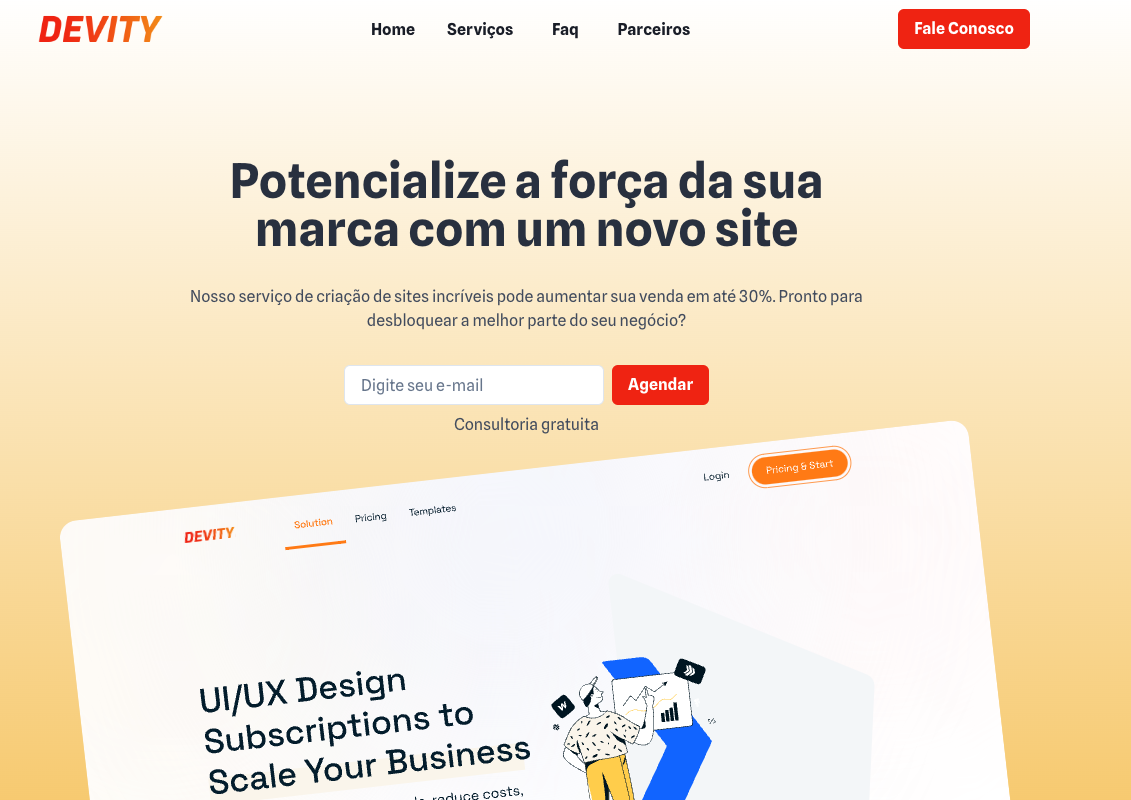 DEVITY
Home Serviços Faq Parceiros
Fale Conosco
Potencialize a força da sua
marca com um novo site
Nosso serviço de criação de sites incríveis pode aumentar sua venda em até 30%. Pronto para
desbloquear a melhor parte do seu negócio?
Digite seu e-mail
Agendar
Consultoria gratuita
DEVITY
Solution Pricing Templates
Login
Pricing & Start
UI/UX Design
Subscriptions to
Scale Your Business
reduce costs,
W